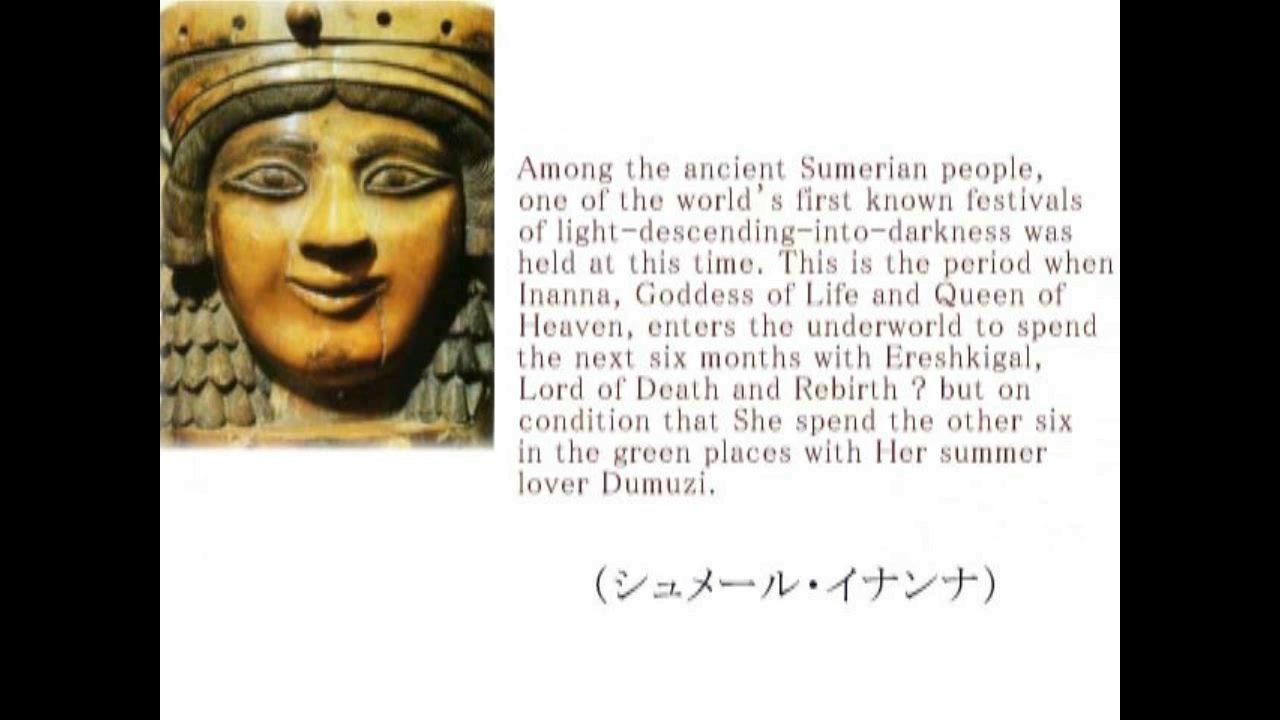 Among the ancient Sumerian people,
one of the world's first known festivals
of light-descending-into-darkness was
held at this time. This is the period when
Inanna, Goddess of Life and Queen of
Heaven, enters the underworld to spend
the next six months with Ereshkigal,
Lord of Death and Rebirth ? but on
condition that She spend the other six
in the green places with Her summer
lover Dumuzi.
(シュメール・イナンナ)